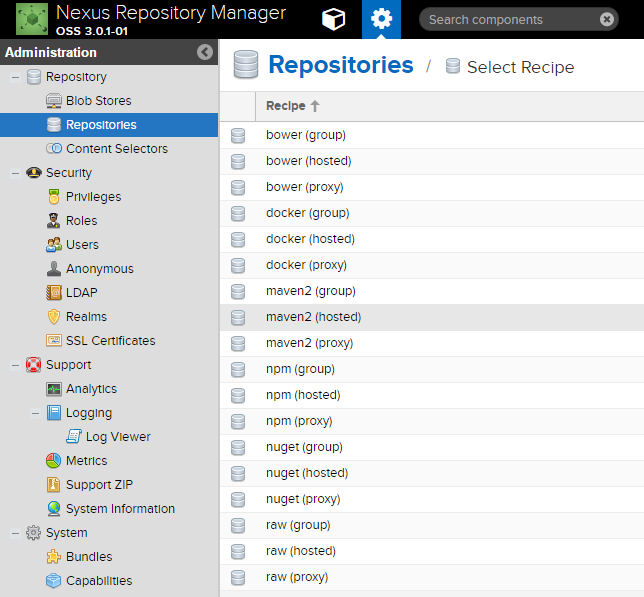 Nexus Repository Manager
OSS 3.0.1-01
Search components
Administration
Repository
Blob Stores
Repositories
Content Selectors
Security
Privileges
Roles
Users
Anonymous
LDAP
Realms
SSL Certificates
Support
Analytics
Logging
Log Viewer
Metrics
Support ZIP
System Information
System
Bundles
Capabilities
Repositories / Select Recipe
Recipe
bower (group)
bower (hosted)
bower (proxy)
docker (group)
docker (hosted)
docker (proxy)
maven2 (group)
maven2 (hosted)
maven2 (proxy)
npm (group)
npm (hosted)
npm (proxy)
nuget (group)
nuget (hosted)
nuget (proxy)
raw (group)
raw (hosted)
raw (proxy)